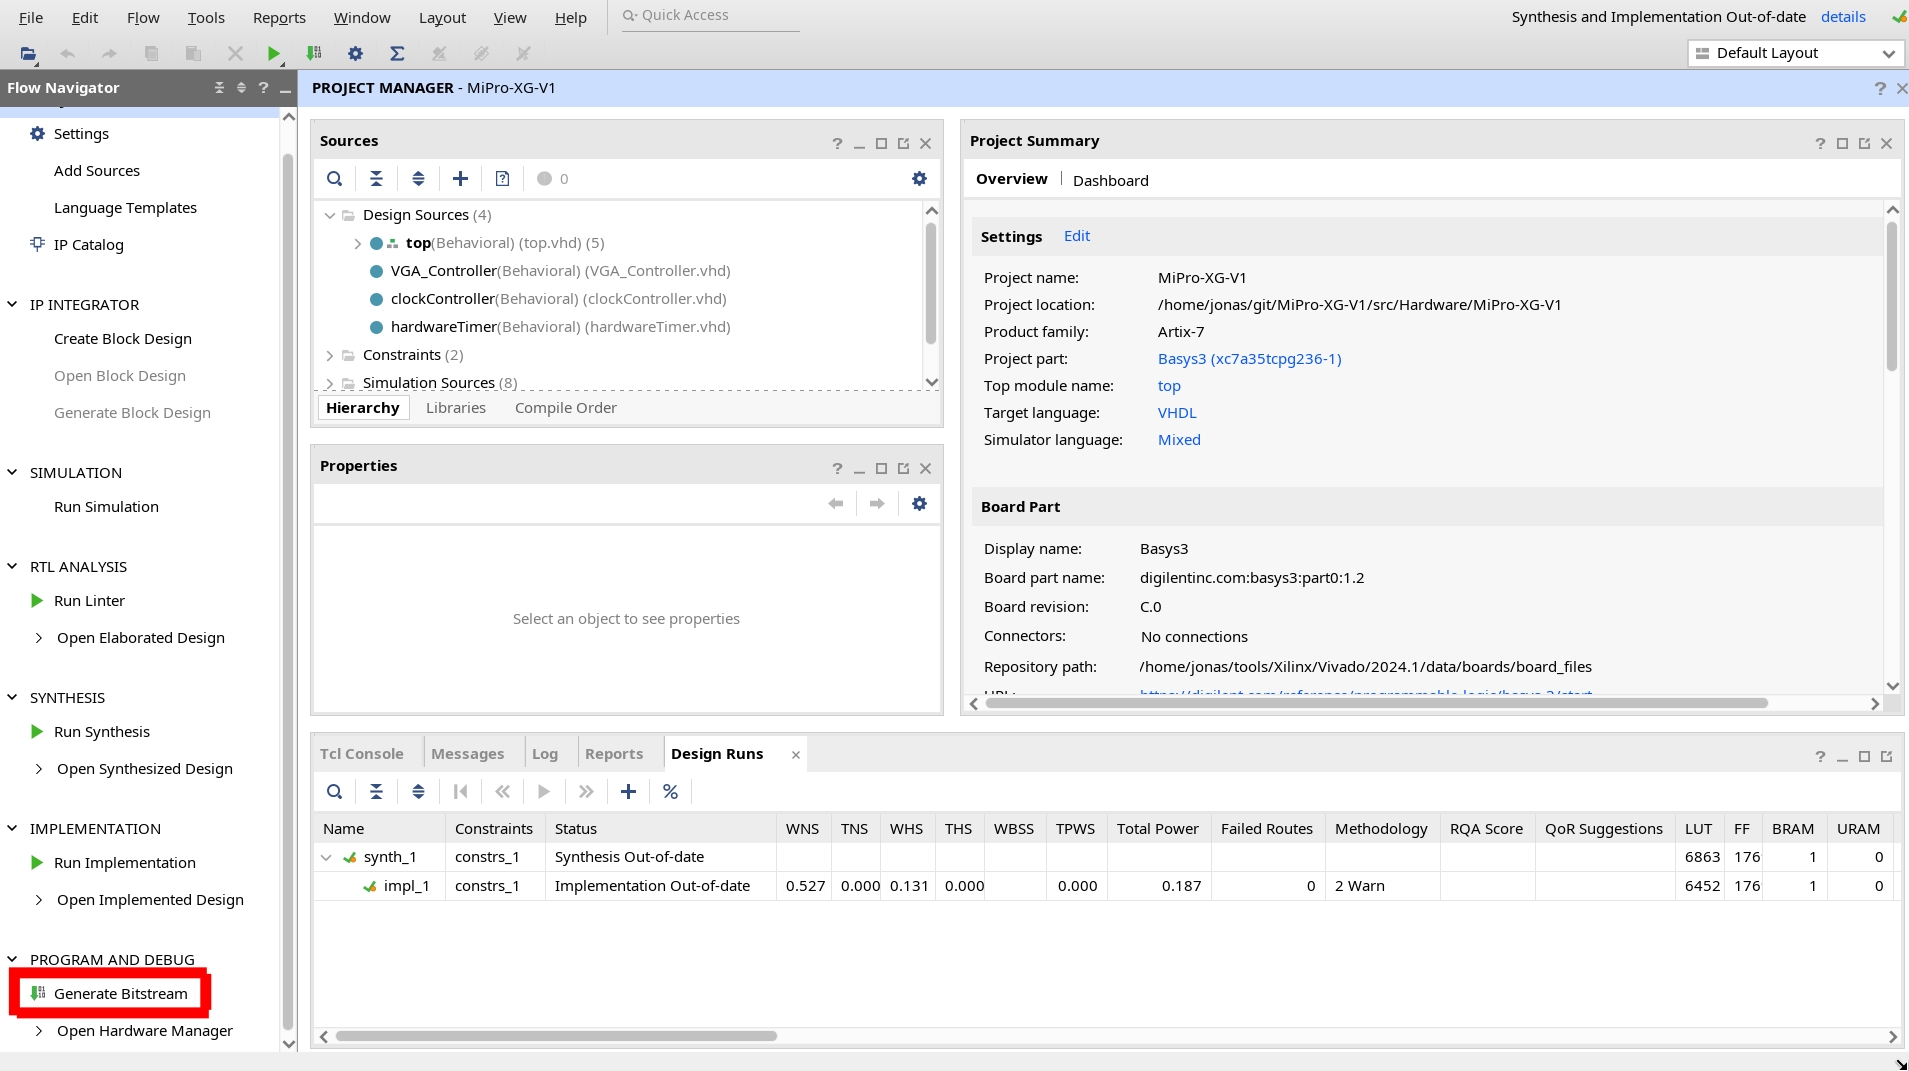 File Edit Flow Tools Reports Window Layout View Help Quick Access Synthesis and Implementation Out-of-date details
Default Layout
Flow Navigator ?
PROJECT MANAGER - MiPro-XG-V1 ?
Settings
Add Sources
Language Templates
IP Catalog
IP INTEGRATOR
Create Block Design
Open Block Design
Generate Block Design
SIMULATION
Run Simulation
RTL ANALYSIS
Run Linter
Open Elaborated Design
SYNTHESIS
Run Synthesis
Open Synthesized Design
IMPLEMENTATION
Run Implementation
Open Implemented Design
PROGRAM AND DEBUG
Generate Bitstream
Open Hardware Manager
Sources ?
0
Design Sources (4)
top(Behavioral) (top.vhd) (5)
VGA_Controller(Behavioral) (VGA_Controller.vhd)
clockController(Behavioral) (clockController.vhd)
hardwareTimer(Behavioral) (hardwareTimer.vhd)
Constraints (2)
Simulation Sources (8)
Hierarchy Libraries Compile Order
Properties ?
Select an object to see properties
Project Summary ?
Overview | Dashboard
Settings Edit
Project name: MiPro-XG-V1
Project location: /home/jonas/git/MiPro-XG-V1/src/Hardware/MiPro-XG-V1
Product family: Artix-7
Project part: Basys3 (xc7a35tcpg236-1)
Top module name: top
Target language: VHDL
Simulator language: Mixed
Board Part
Display name: Basys3
Board part name: digilentinc.com:basys3:part0:1.2
Board revision: C.0
Connectors: No connections
Repository path: /home/jonas/tools/Xilinx/Vivado/2024.1/data/boards/board_files
Tcl Console Messages Log Reports Design Runs ?
Name Constraints Status WNS TNS WHS THS WBSS TPWS Total Power Failed Routes Methodology RQA Score QoR Suggestions LUT FF BRAM URAM
synth_1 constrs_1 Synthesis Out-of-date 6863 176 1 0
impl_1 constrs_1 Implementation Out-of-date 0.527 0.000 0.131 0.000 0.000 0.187 0 2 Warn 6452 176 1 0